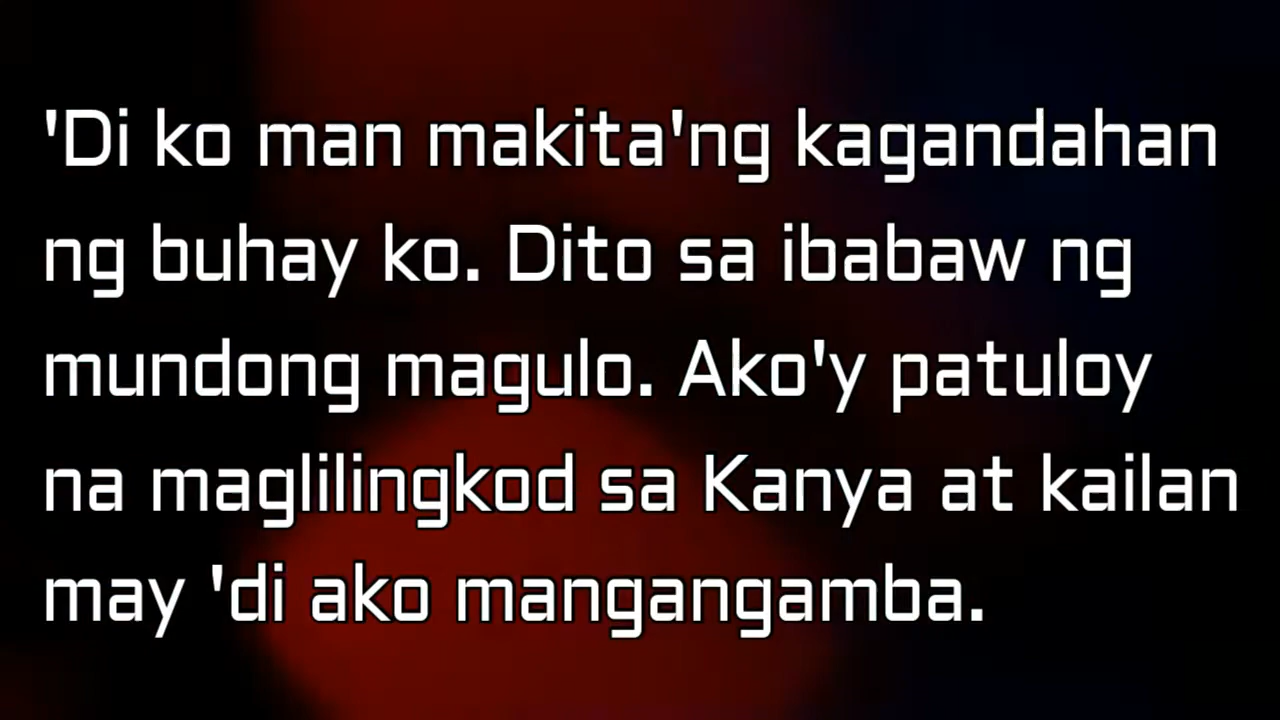 'Di ko man makita'ng kagandahan
ng buhay ko. Dito sa ibabaw ng
mundong magulo. Ako'y patuloy
na maglilingkod sa Kanya at kailan
may 'di ako mangangamba.